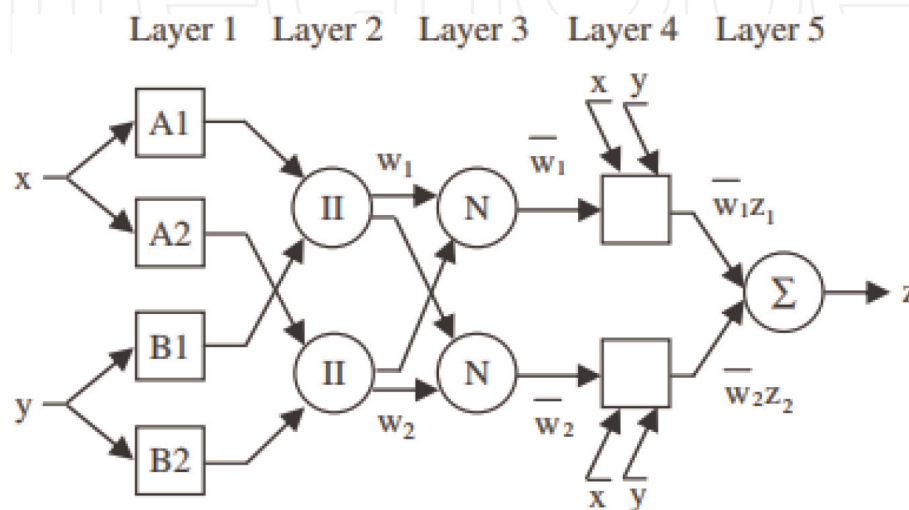 Layer 1 Layer 2 Layer 3 Layer 4 Layer 5
x y
A1
w₁ w̅₁
x II N w̅₁z₁
A2
Σ z
B1
II N
y w₂ w̅₂ w̅₂z₂
B2
x y